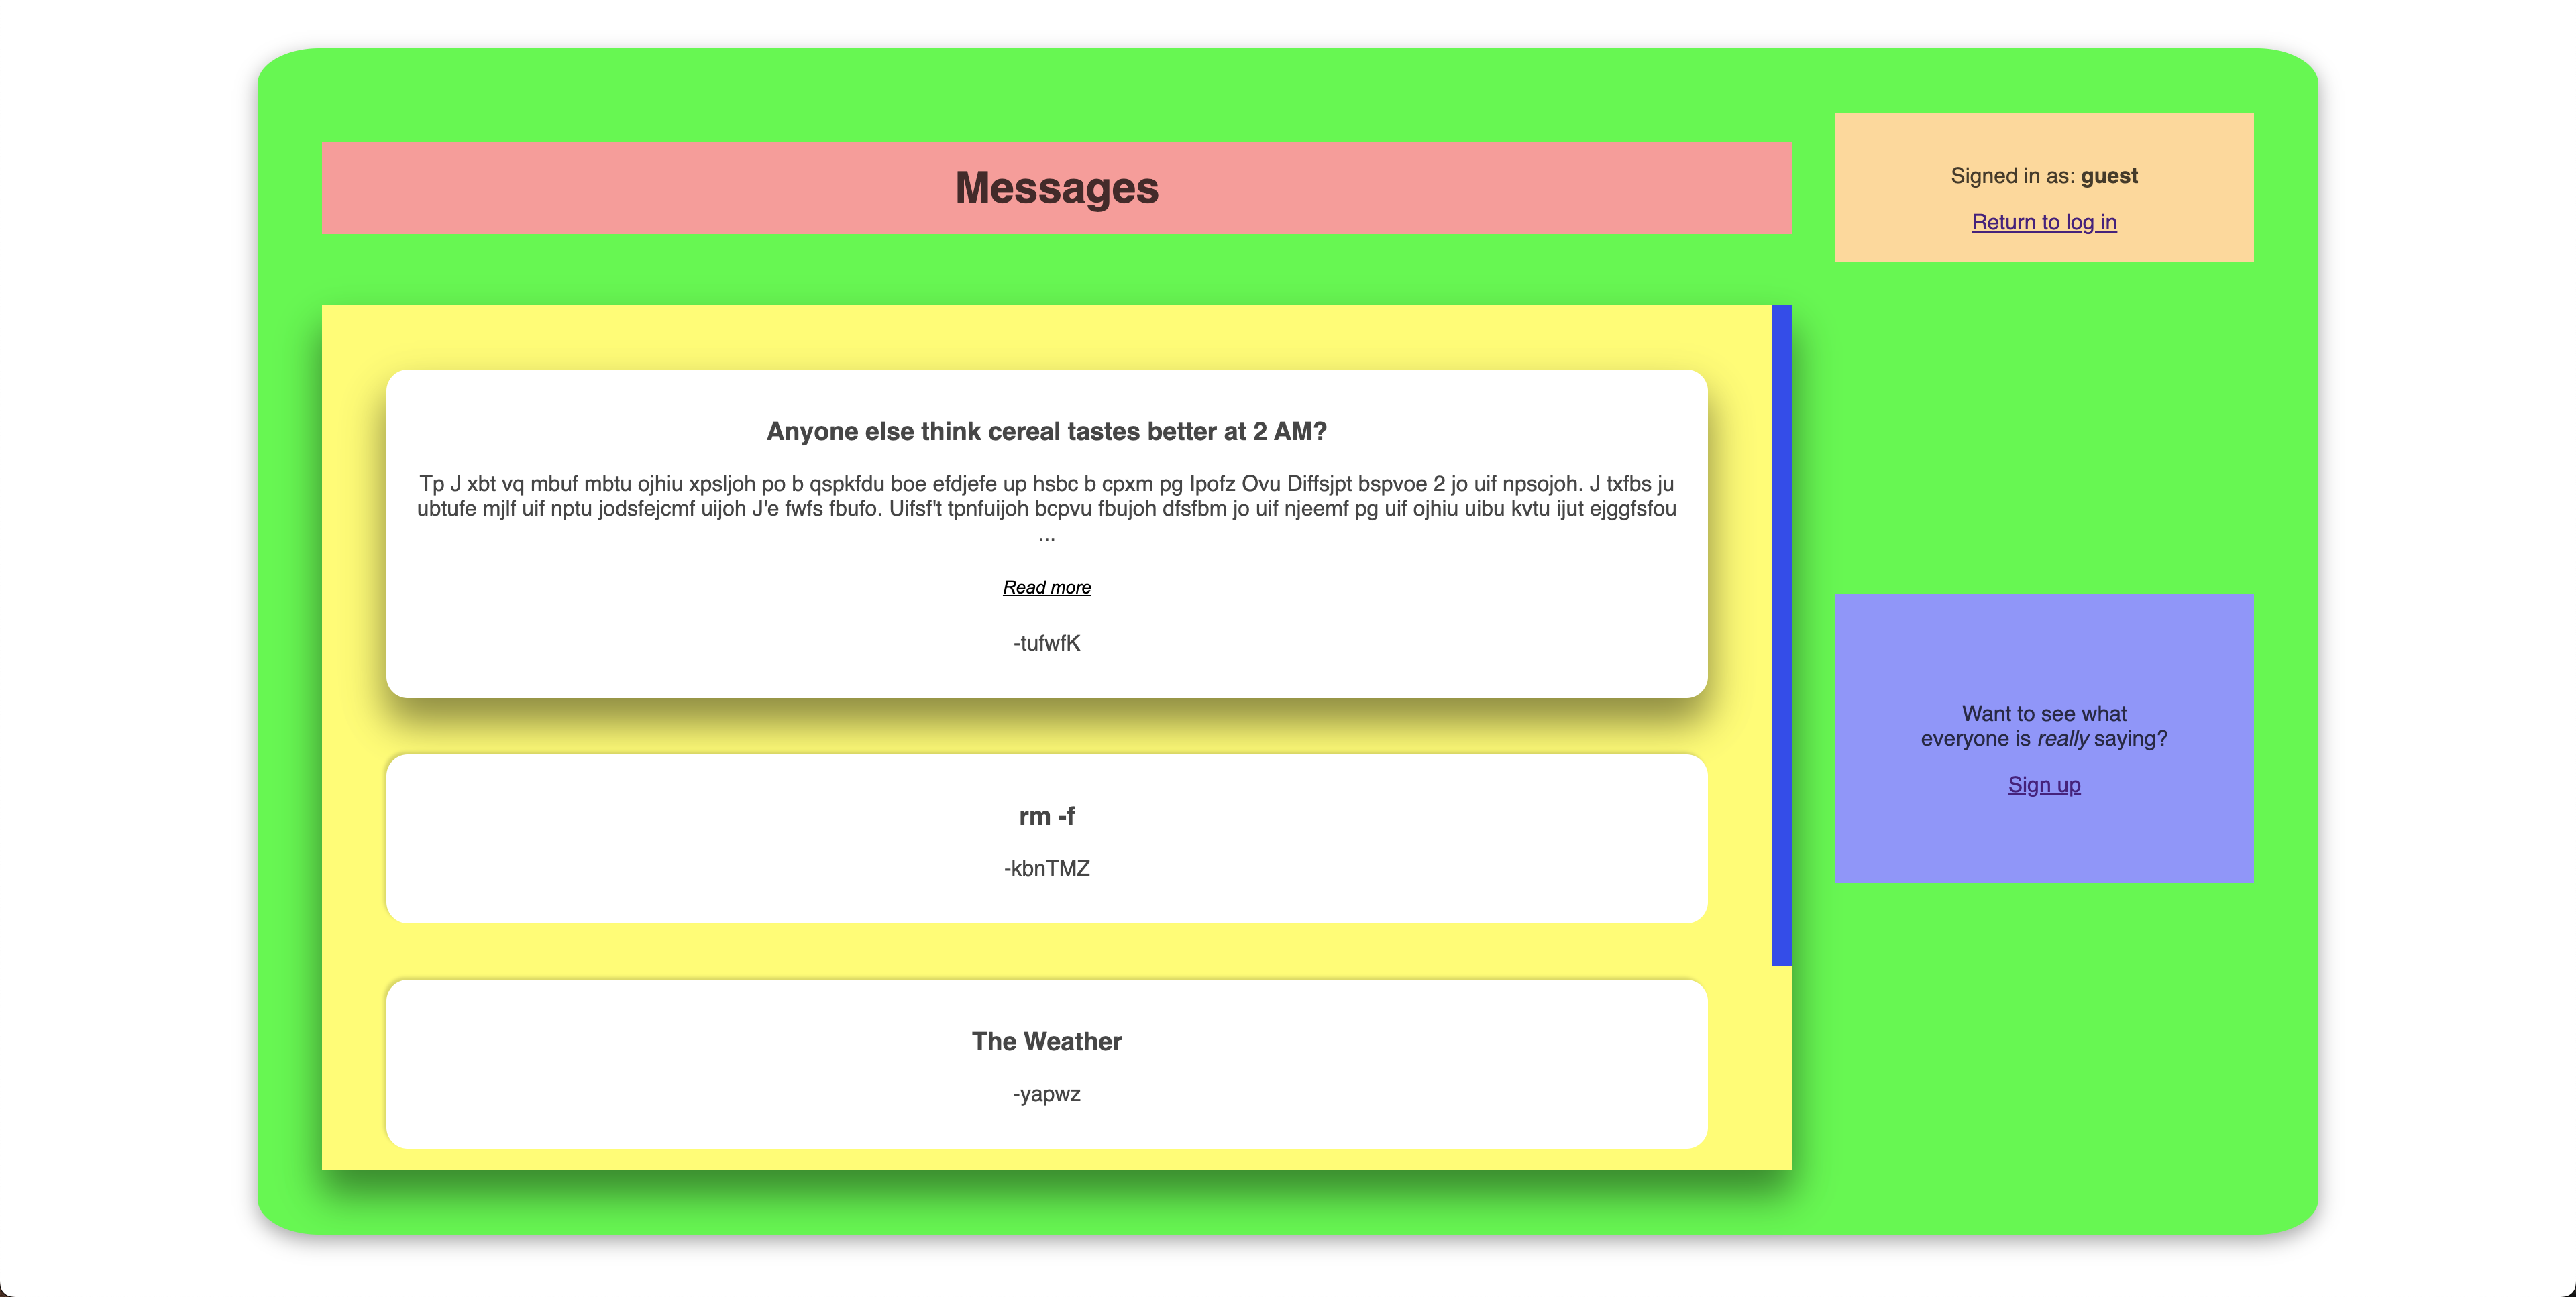 Messages
Signed in as: guest
Return to log in
Anyone else think cereal tastes better at 2 AM?
Tp J xbt vq mbuf mbtu ojhiu xpsljoh po b qspkfdu boe efdjefe up hsbc b cpxm pg Ipofz Ovu Diffsjpt bspvoe 2 jo uif npsojoh. J txfbs ju
ubtufe mjlf uif nptu jodsfejcmf uijoh J'e fwfs fbufo. Uifsf't tpnfuijoh bcpvu fbujoh dfsfbm jo uif njeemf pg uif ojhiu uibu kvtu ijut ejggfsfou
...
Read more
-tufwfK
rm -f
-kbnTMZ
The Weather
-yapwz
Want to see what
everyone is really saying?
Sign up